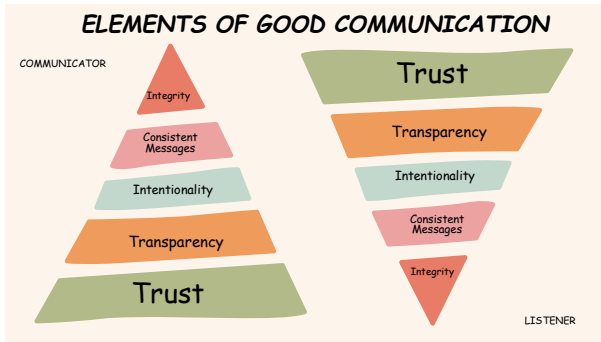 ELEMENTS OF GOOD COMMUNICATION
COMMUNICATOR
Integrity
Consistent
Messages
Intentionality
Transparency
Trust
Trust
Transparency
Intentionality
Consistent
Messages
Integrity
LISTENER